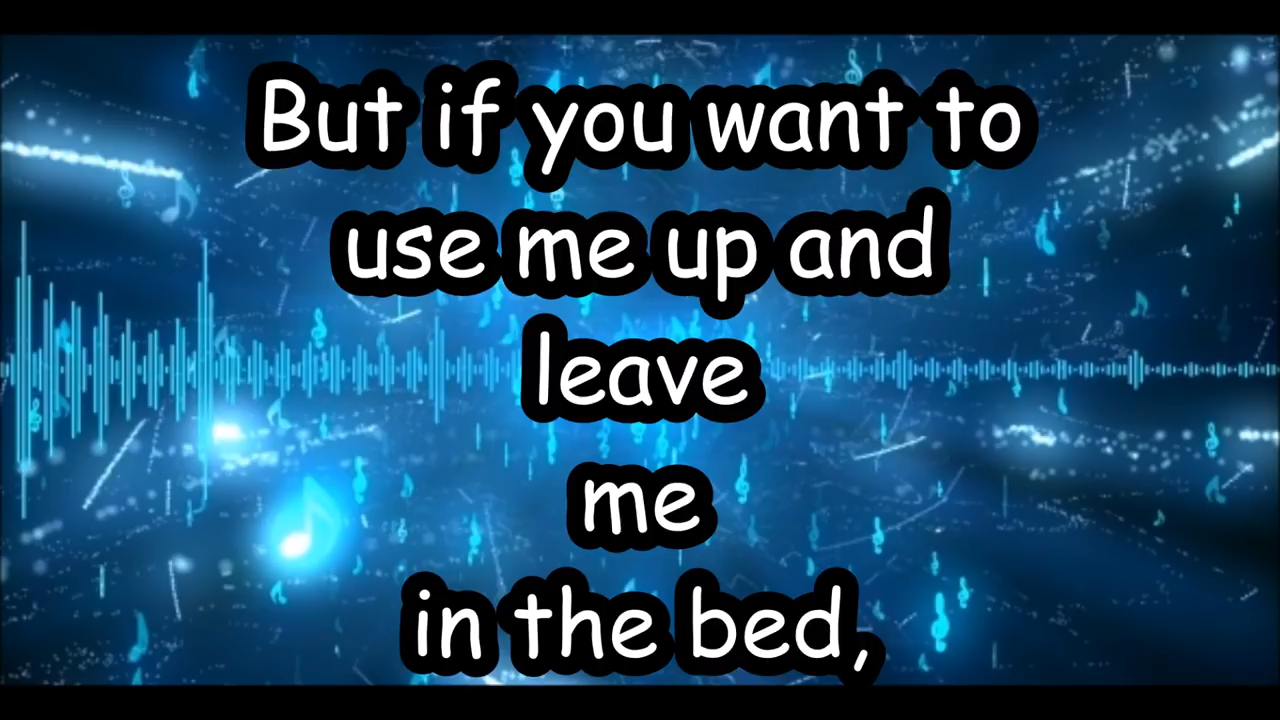 But if you want to
use me up and
leave
me
in the bed,